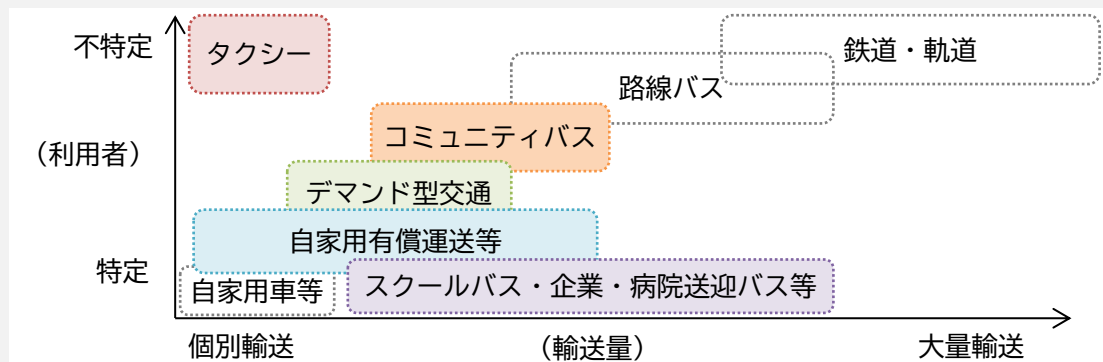 不特定
タクシー
鉄道・軌道
路線バス
コミュニティバス
（利用者）
デマンド型交通
自家用有償運送等
特定
スクールバス・企業・病院送迎バス等
自家用車等
個別輸送
（輸送量）
大量輸送